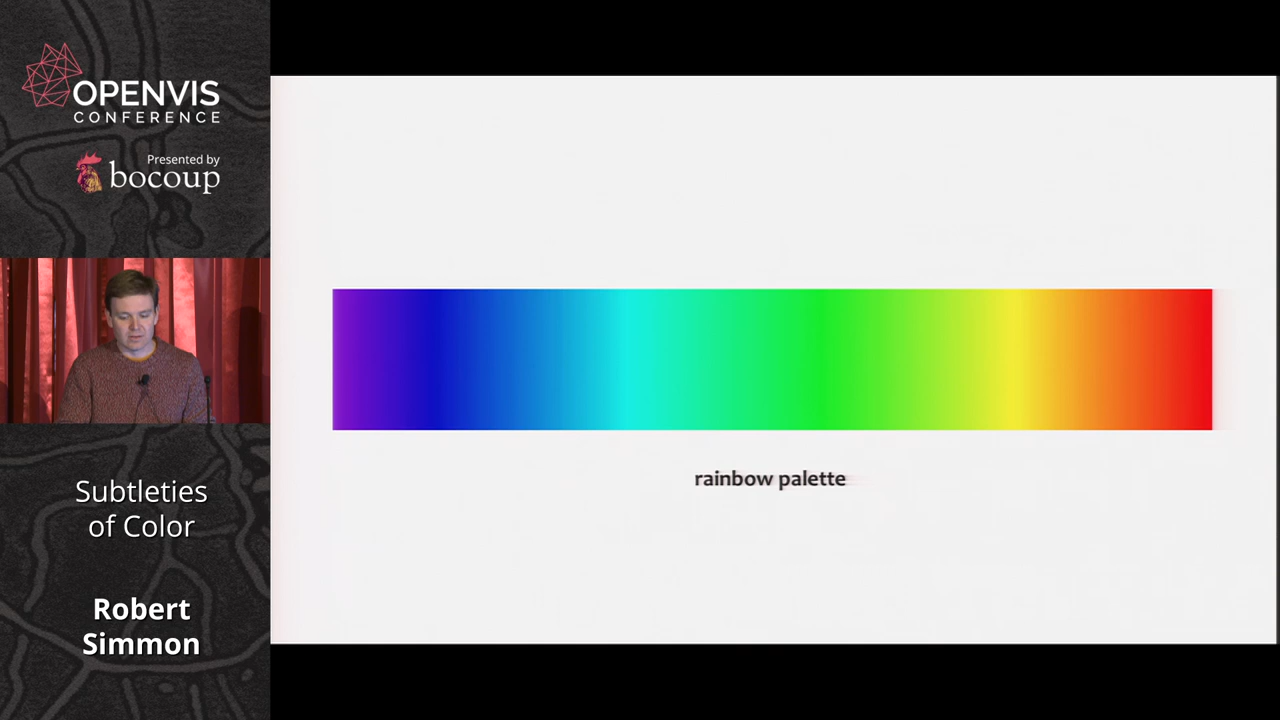 OPENVIS
CONFERENCE
Presented by
bocoup
Subtleties
of Color
Robert
Simmon
rainbow palette